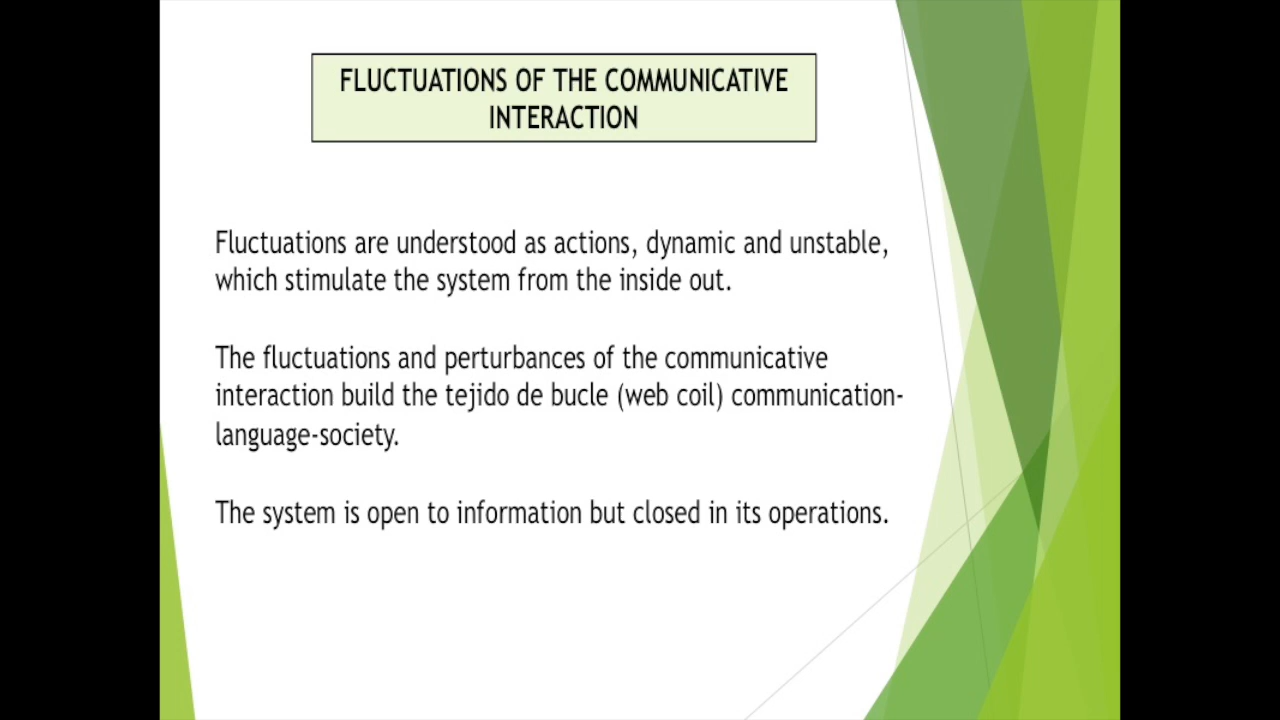 FLUCTUATIONS OF THE COMMUNICATIVE
INTERACTION
Fluctuations are understood as actions, dynamic and unstable,
which stimulate the system from the inside out.
The fluctuations and perturbances of the communicative
interaction build the tejido de bucle (web coil) communication-
language-society.
The system is open to information but closed in its operations.